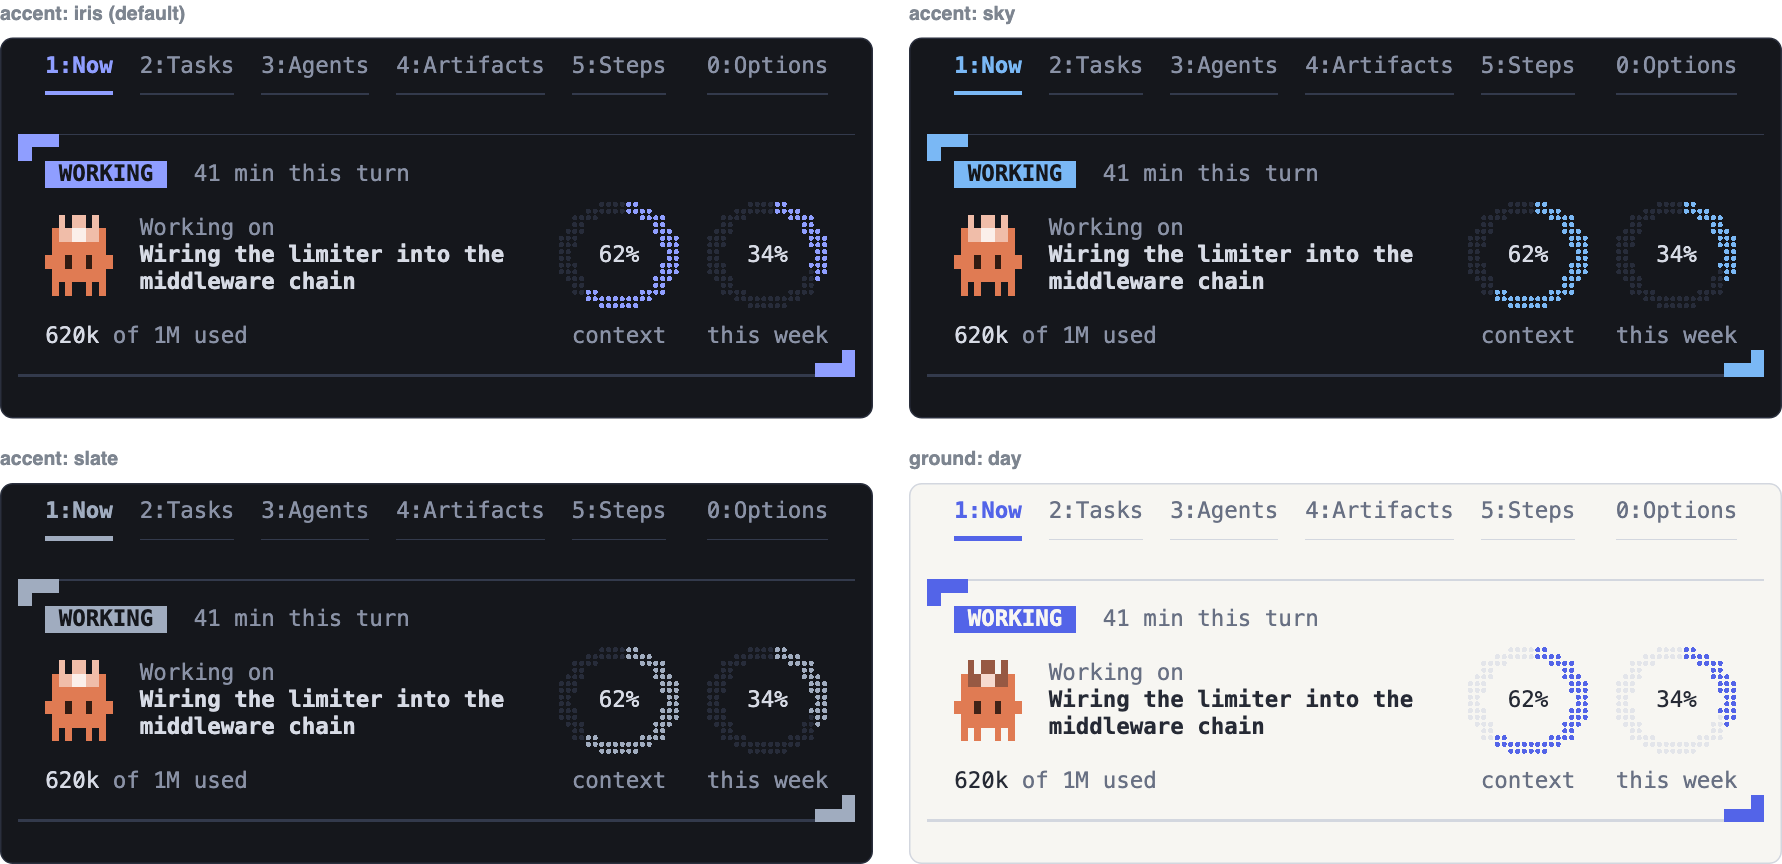 accent: iris (default)
1:Now 2:Tasks 3:Agents 4:Artifacts 5:Steps 0:Options
WORKING 41 min this turn
Working on
Wiring the limiter into the
middleware chain
62% 34%
620k of 1M used context this week
accent: sky
1:Now 2:Tasks 3:Agents 4:Artifacts 5:Steps 0:Options
WORKING 41 min this turn
Working on
Wiring the limiter into the
middleware chain
62% 34%
620k of 1M used context this week
accent: slate
1:Now 2:Tasks 3:Agents 4:Artifacts 5:Steps 0:Options
WORKING 41 min this turn
Working on
Wiring the limiter into the
middleware chain
62% 34%
620k of 1M used context this week
ground: day
1:Now 2:Tasks 3:Agents 4:Artifacts 5:Steps 0:Options
WORKING 41 min this turn
Working on
Wiring the limiter into the
middleware chain
62% 34%
620k of 1M used context this week